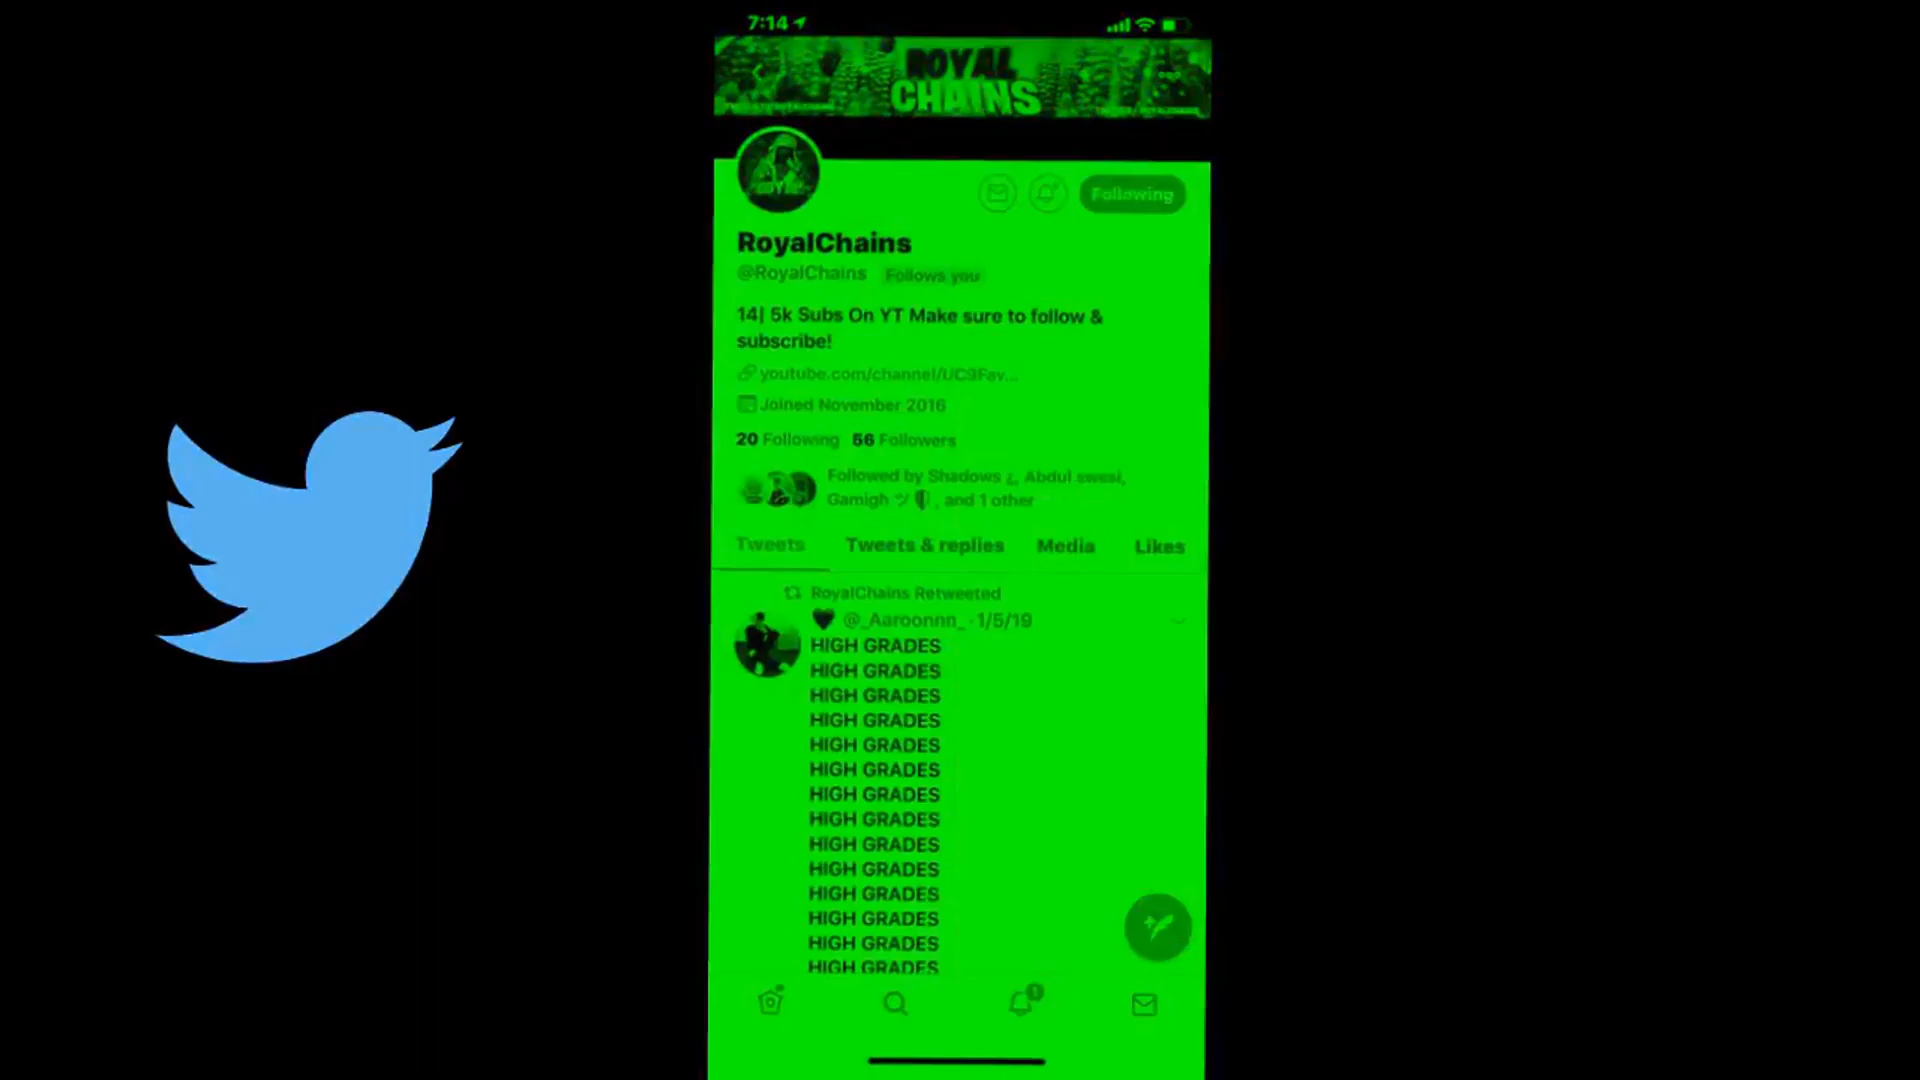 7:14
ROYAL
CHAINS
Following
RoyalChains
@RoyalChains Follows you
14| 5k Subs On YT Make sure to follow &
subscribe!
youtube.com/channel/UC9Fav...
Joined November 2016
20 Following 56 Followers
Followed by Shadows, Abdul sweal,
Gamigh ツ, and 1 other
Tweets Tweets & replies Media Likes
RoyalChains Retweeted
@_Aaroonnn_ · 1/5/19
HIGH GRADES
HIGH GRADES
HIGH GRADES
HIGH GRADES
HIGH GRADES
HIGH GRADES
HIGH GRADES
HIGH GRADES
HIGH GRADES
HIGH GRADES
HIGH GRADES
HIGH GRADES
HIGH GRADES
HIGH GRADES
1